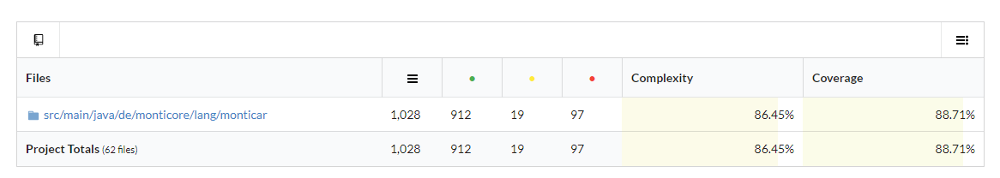 Files Complexity Coverage
src/main/java/de/monticore/lang/monticar 1,028 912 19 97 86.45% 88.71%
Project Totals (62 files) 1,028 912 19 97 86.45% 88.71%